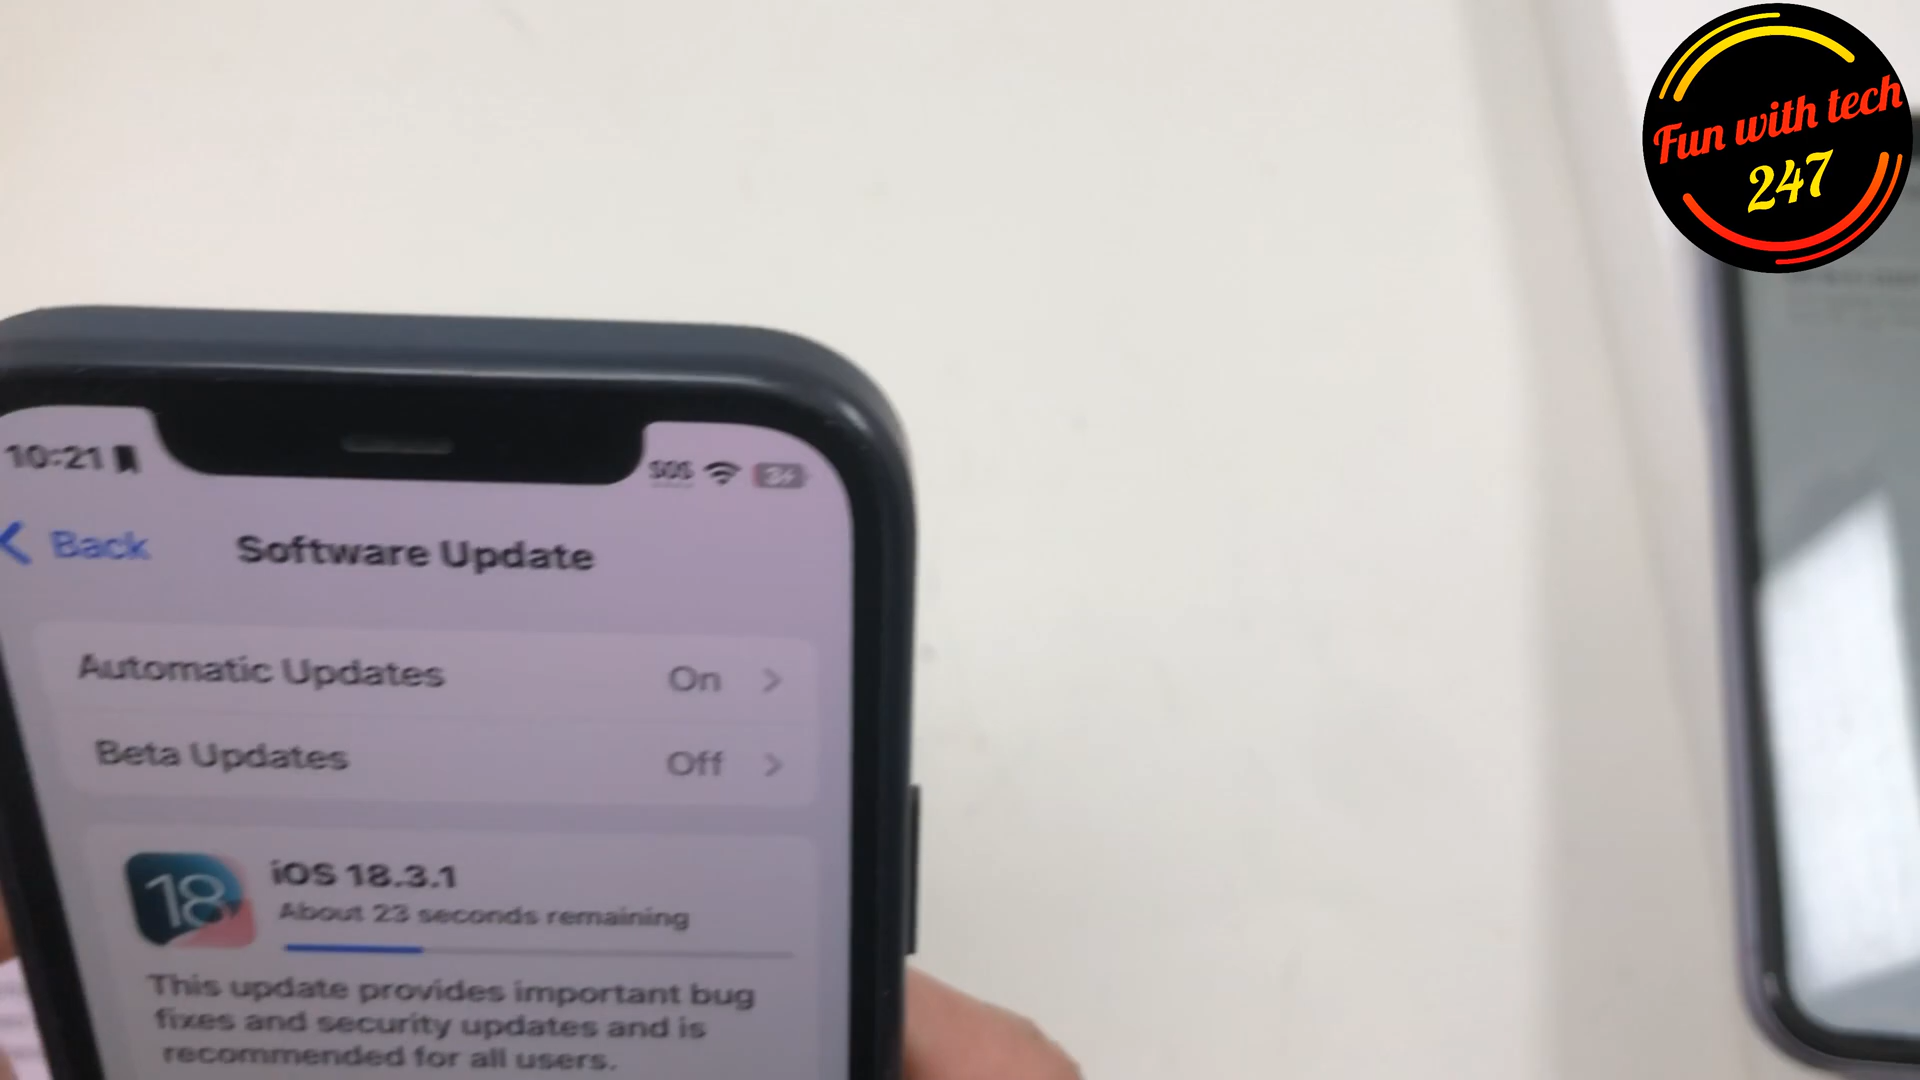 Fun with tech
247
10:21
SOS
Back
Software Update
Automatic Updates On
Beta Updates Off
18
iOS 18.3.1
About 23 seconds remaining
This update provides important bug
fixes and security updates and is
recommended for all users.